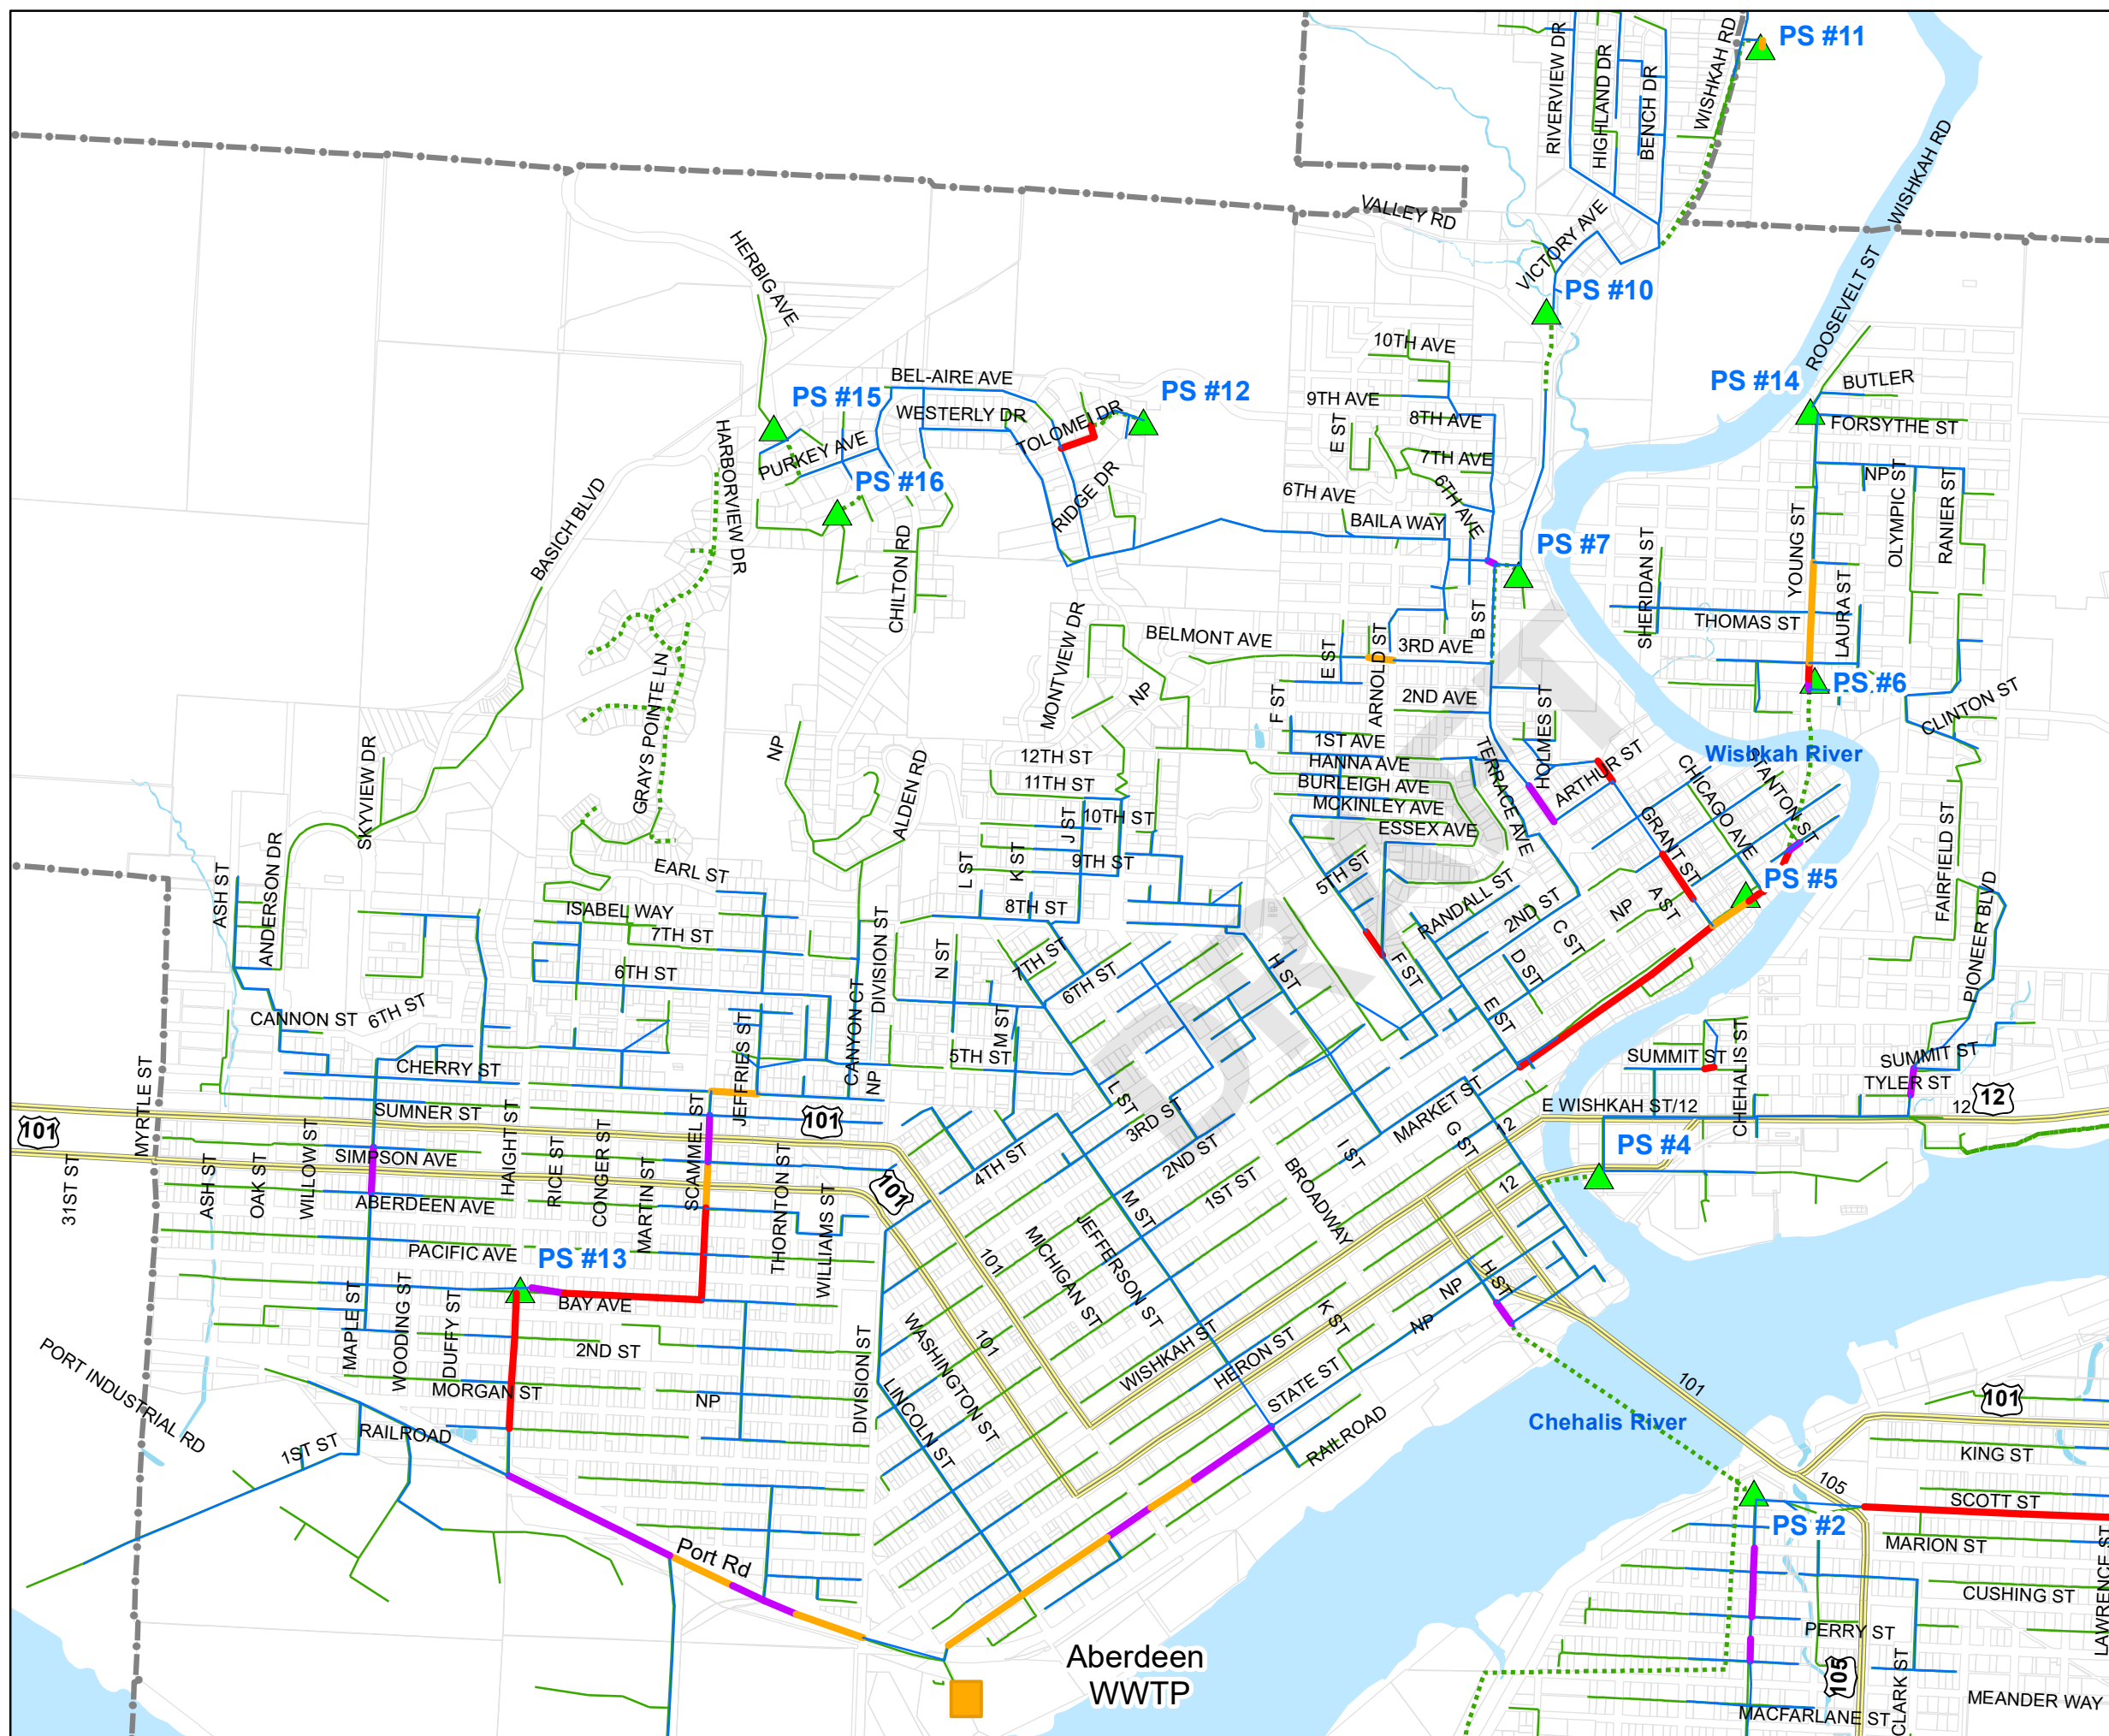 PS #11
RIVERVIEW DR
HIGHLAND DR
BENCH DR
WISHKAH RD
WISHKAH RD
VALLEY RD
VICTORY AVE
PS #10
HERBIG AVE
ROOSEVELT ST
10TH AVE
BEL-AIRE AVE
PS #15
WESTERLY DR
PS #12
9TH AVE
PS #14
BUTLER
TOLOMEI DR
E ST
8TH AVE
FORSYTHE ST
HARBORVIEW DR
PURKEY AVE
PS #16
7TH AVE
NP
RIDGE DR
6TH AVE
6TH AVE
BAILA WAY
YOUNG ST
OLYMPIC ST
RANIER ST
BASICH BLVD
CHILTON RD
PS #7
SHERIDAN ST
LAURA ST
THOMAS ST
B ST
BELMONT AVE
MONTVIEW DR
E ST
ARNOLD ST
3RD AVE
PS #6
GRAYS POINTE LN
NP
F ST
2ND AVE
HOLMES ST
CLINTON ST
NP
SKYVIEW DR
ALDEN RD
12TH ST
1ST AVE
TERRACE AVE
Wishkah River
HANNA AVE
11TH ST
BURLEIGH AVE
ARTHUR ST
CHICAGO AVE
STANTON ST
MCKINLEY AVE
J ST
10TH ST
ESSEX AVE
GRANT ST
FAIRFIELD ST
ASH ST
ANDERSON DR
EARL ST
L ST
K ST
9TH ST
5TH ST
PS #5
ISABEL WAY
8TH ST
RANDALL ST
2ND ST
NP
A ST
PIONEER BLVD
7TH ST
DIVISION ST
N ST
7TH ST
6TH ST
H ST
F ST
D ST
C ST
6TH ST
CANNON ST
6TH ST
JEFFRIES ST
CANYON CT
M ST
E ST
DRAFT
MYRTLE ST
CHERRY ST
NP
5TH ST
SUMMIT ST
CHEHALIS ST
SUMMIT ST
TYLER ST
SUMNER ST
101
101
L ST
3RD ST
MARKET ST
E WISHKAH ST/12
12
12
31ST ST
ASH ST
OAK ST
WILLOW ST
SIMPSON AVE
HAIGHT ST
RICE ST
CONGER ST
MARTIN ST
SCAMMEL ST
THORNTON ST
WILLIAMS ST
101
4TH ST
2ND ST
1ST ST
I ST
G ST
12
12
PS #4
ABERDEEN AVE
M ST
BROADWAY
PACIFIC AVE
PS #13
101
MICHIGAN ST
JEFFERSON ST
H ST
NP
BAY AVE
MAPLE ST
WOODING ST
DUFFY ST
2ND ST
K ST
NP
PORT INDUSTRIAL RD
MORGAN ST
NP
DIVISION ST
WASHINGTON ST
101
WISHKAH ST
HERON ST
STATE ST
101
LINCOLN ST
101
RAILROAD
1ST ST
RAILROAD
Chehalis River
KING ST
105
SCOTT ST
PS #2
MARION ST
LAWRENCE ST
Port Rd
CUSHING ST
PERRY ST
105
CLARK ST
MEANDER WAY
MACFARLANE ST
Aberdeen
WWTP